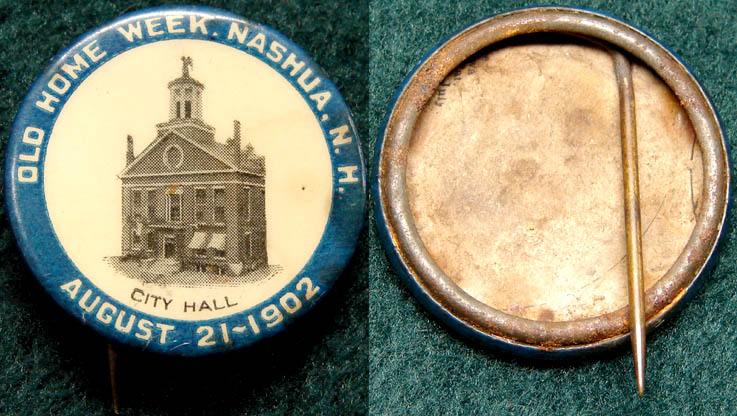 OLD HOME WEEK. NASHUA, N. H.
CITY HALL
AUGUST 21~1902